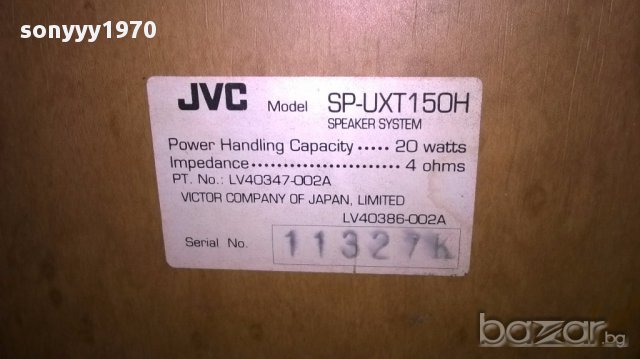 sonyyy1970
JVC Model SP-UXT150H
SPEAKER SYSTEM
Power Handling Capacity ••••• 20 watts
Impedance •••••••••••••••••••••••• 4 ohms
PT. No.: LV40347-002A
VICTOR COMPANY OF JAPAN, LIMITED
LV40386-002A
Serial No. 11327K
bazar.bg